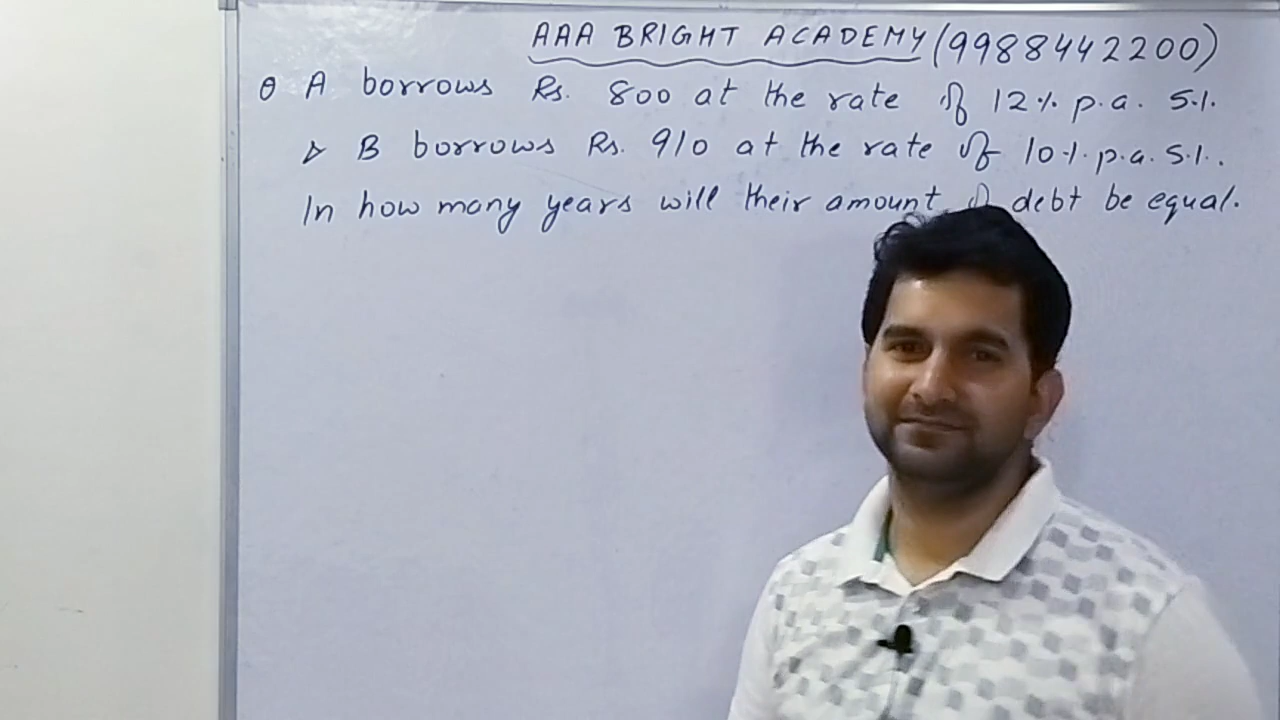 AAA BRIGHT ACADEMY (9988442200)
Q A borrows Rs. 800 at the rate of 12% p.a. S.I.
& B borrows Rs. 910 at the rate of 10% p.a. S.I.
In how many years will their amount of debt be equal.